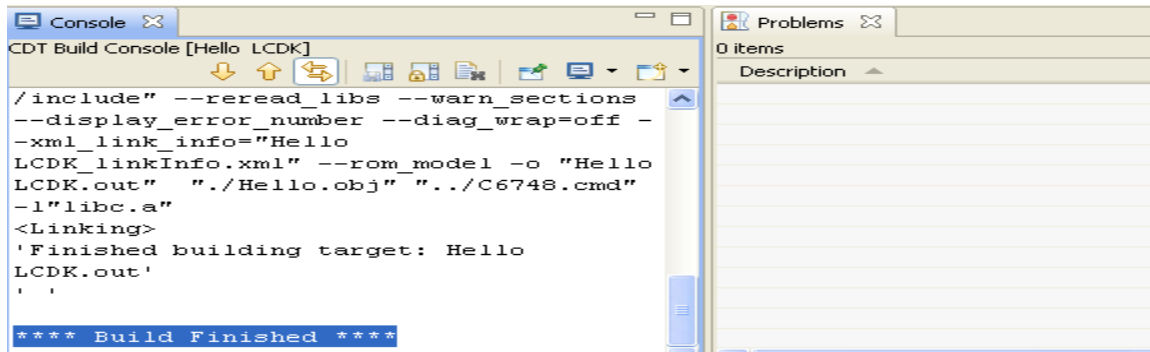 Console
CDT Build Console [Hello LCDK]
/include" --reread_libs --warn_sections
--display_error_number --diag_wrap=off -
-xml_link_info="Hello
LCDK_linkInfo.xml" --rom_model -o "Hello
LCDK.out"  "./Hello.obj" "../C6748.cmd"
-l"libc.a"
<Linking>
'Finished building target: Hello
LCDK.out'
' '
**** Build Finished ****
Problems
0 items
Description